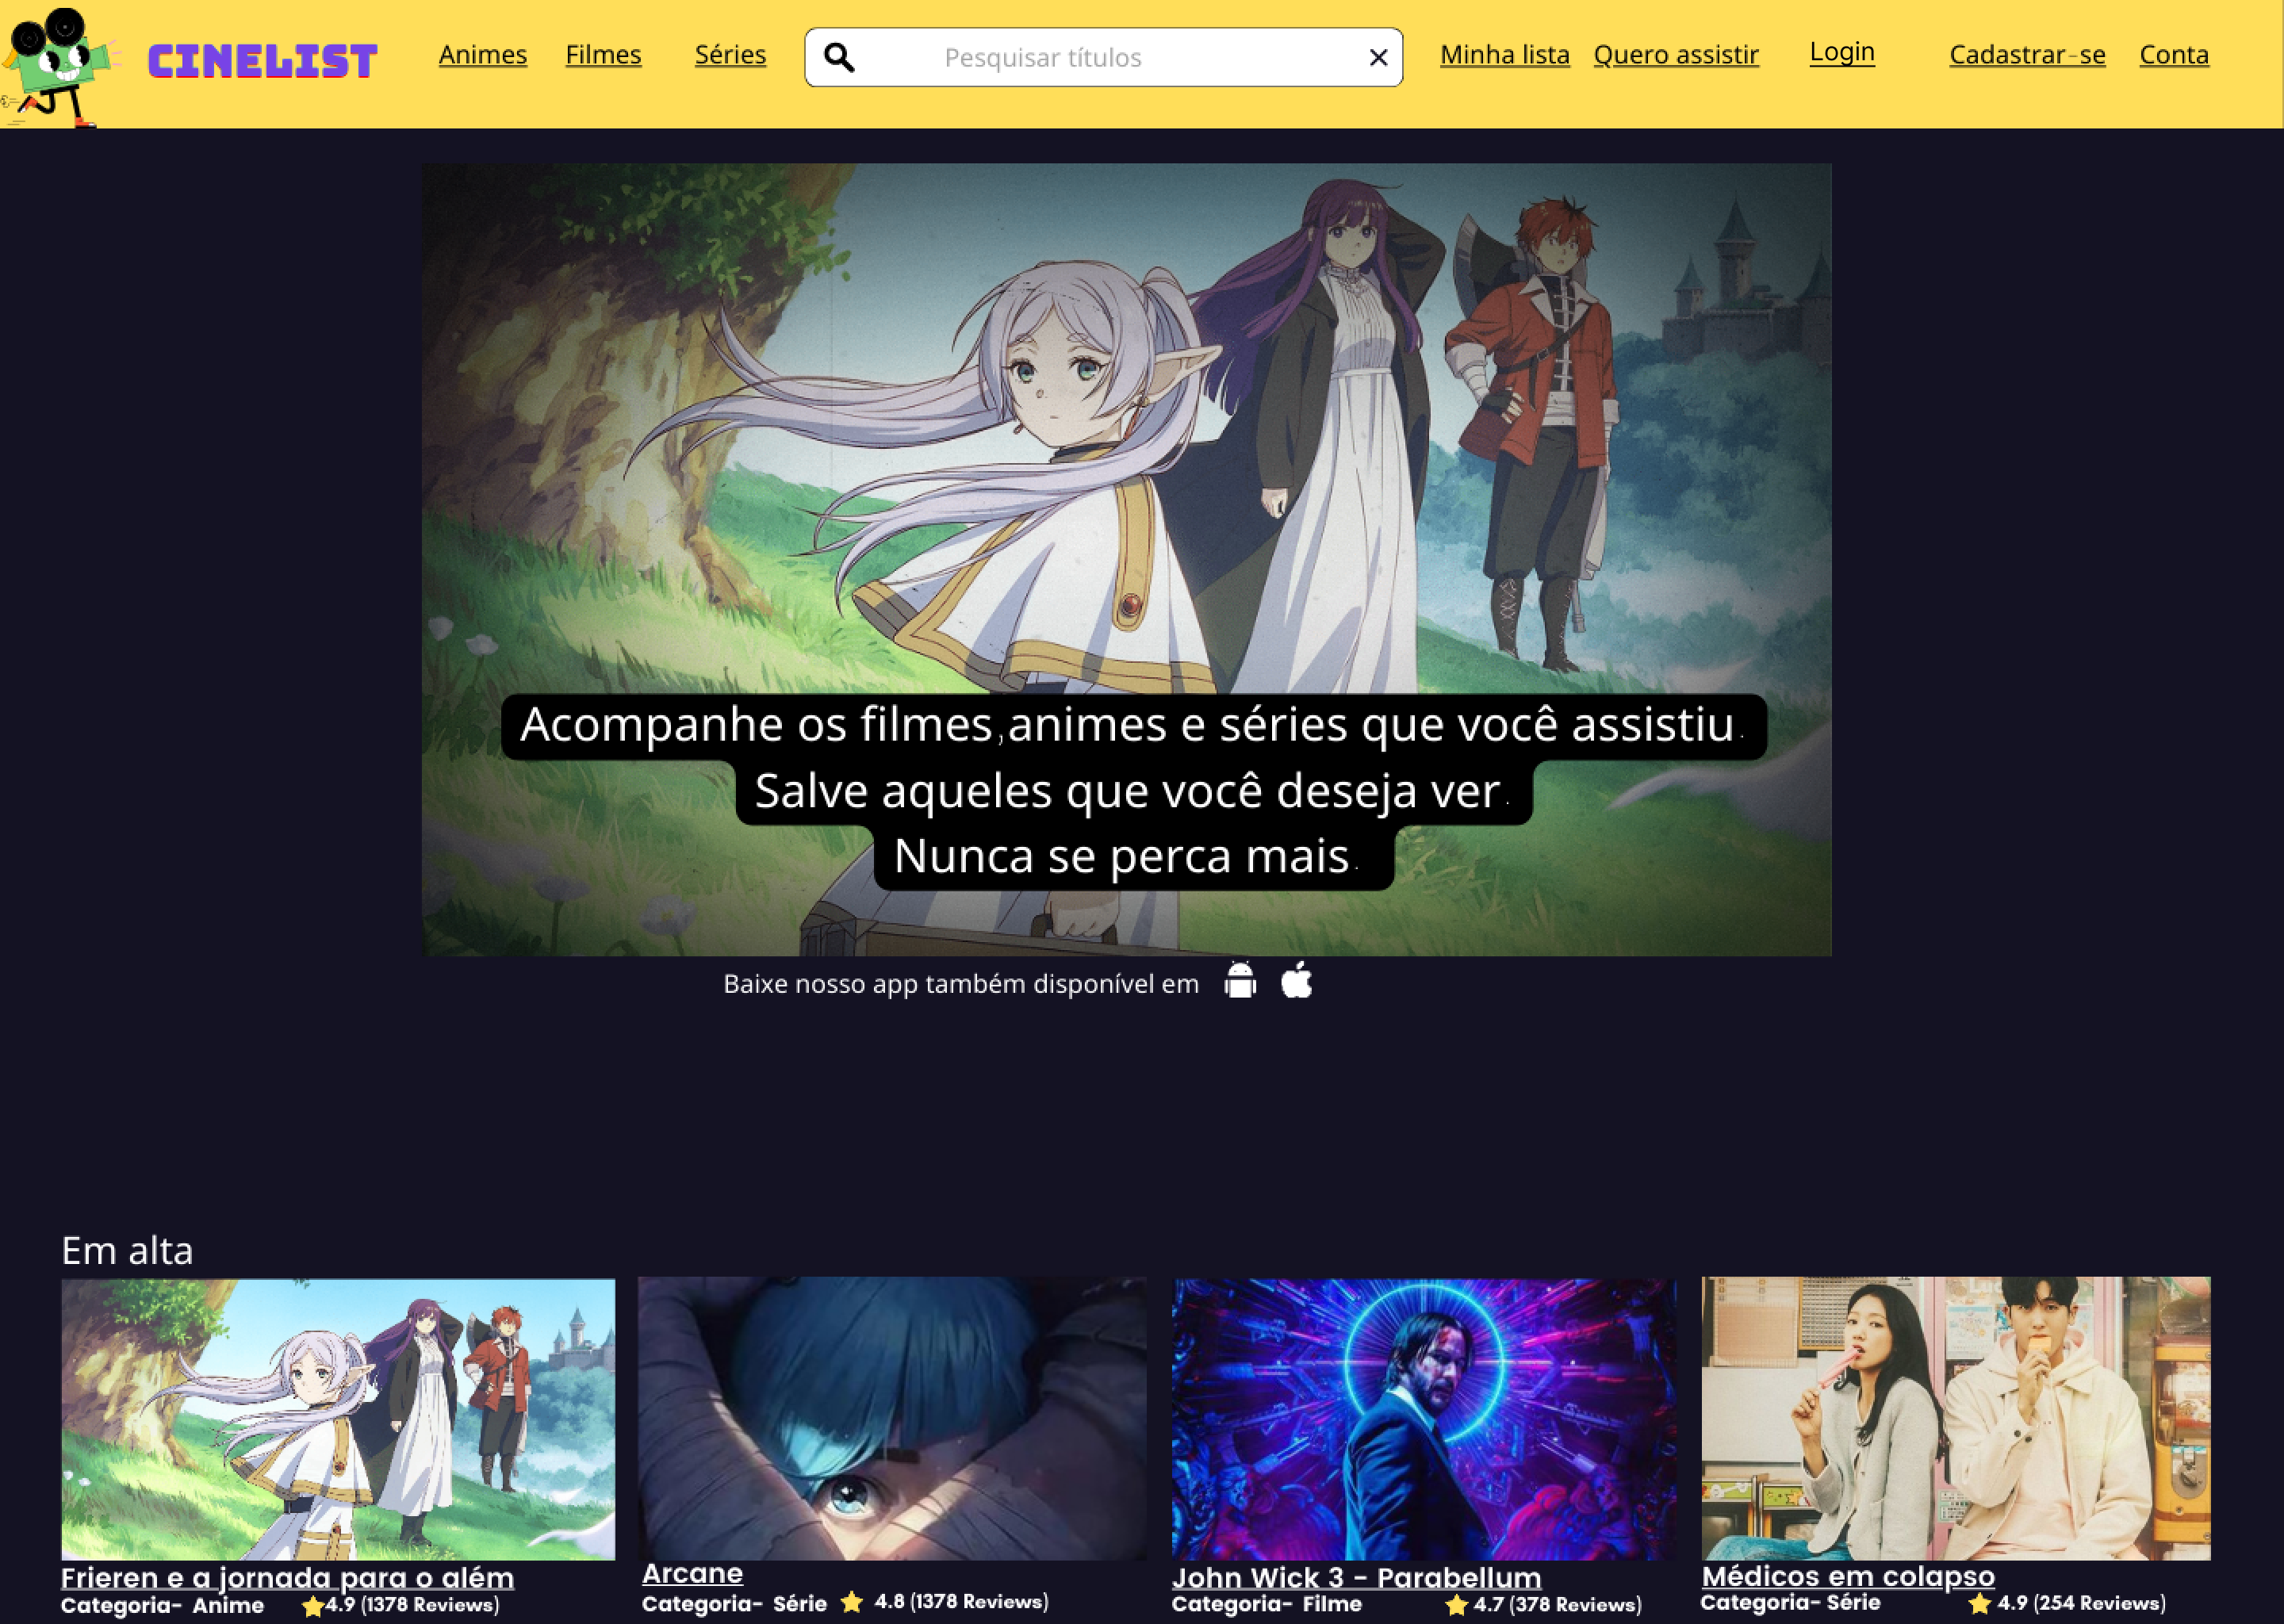 CINELIST
Animes Filmes Séries Pesquisar títulos Minha lista Quero assistir Login Cadastrar-se Conta
Acompanhe os filmes,animes e séries que você assistiu.
Salve aqueles que você deseja ver.
Nunca se perca mais.
Baixe nosso app também disponível em
Em alta
Frieren e a jornada para o além
Categoria- Anime 4.9 (1378 Reviews)
Arcane
Categoria- Série 4.8 (1378 Reviews)
John Wick 3 - Parabellum
Categoria- Filme 4.7 (378 Reviews)
Médicos em colapso
Categoria- Série 4.9 (254 Reviews)